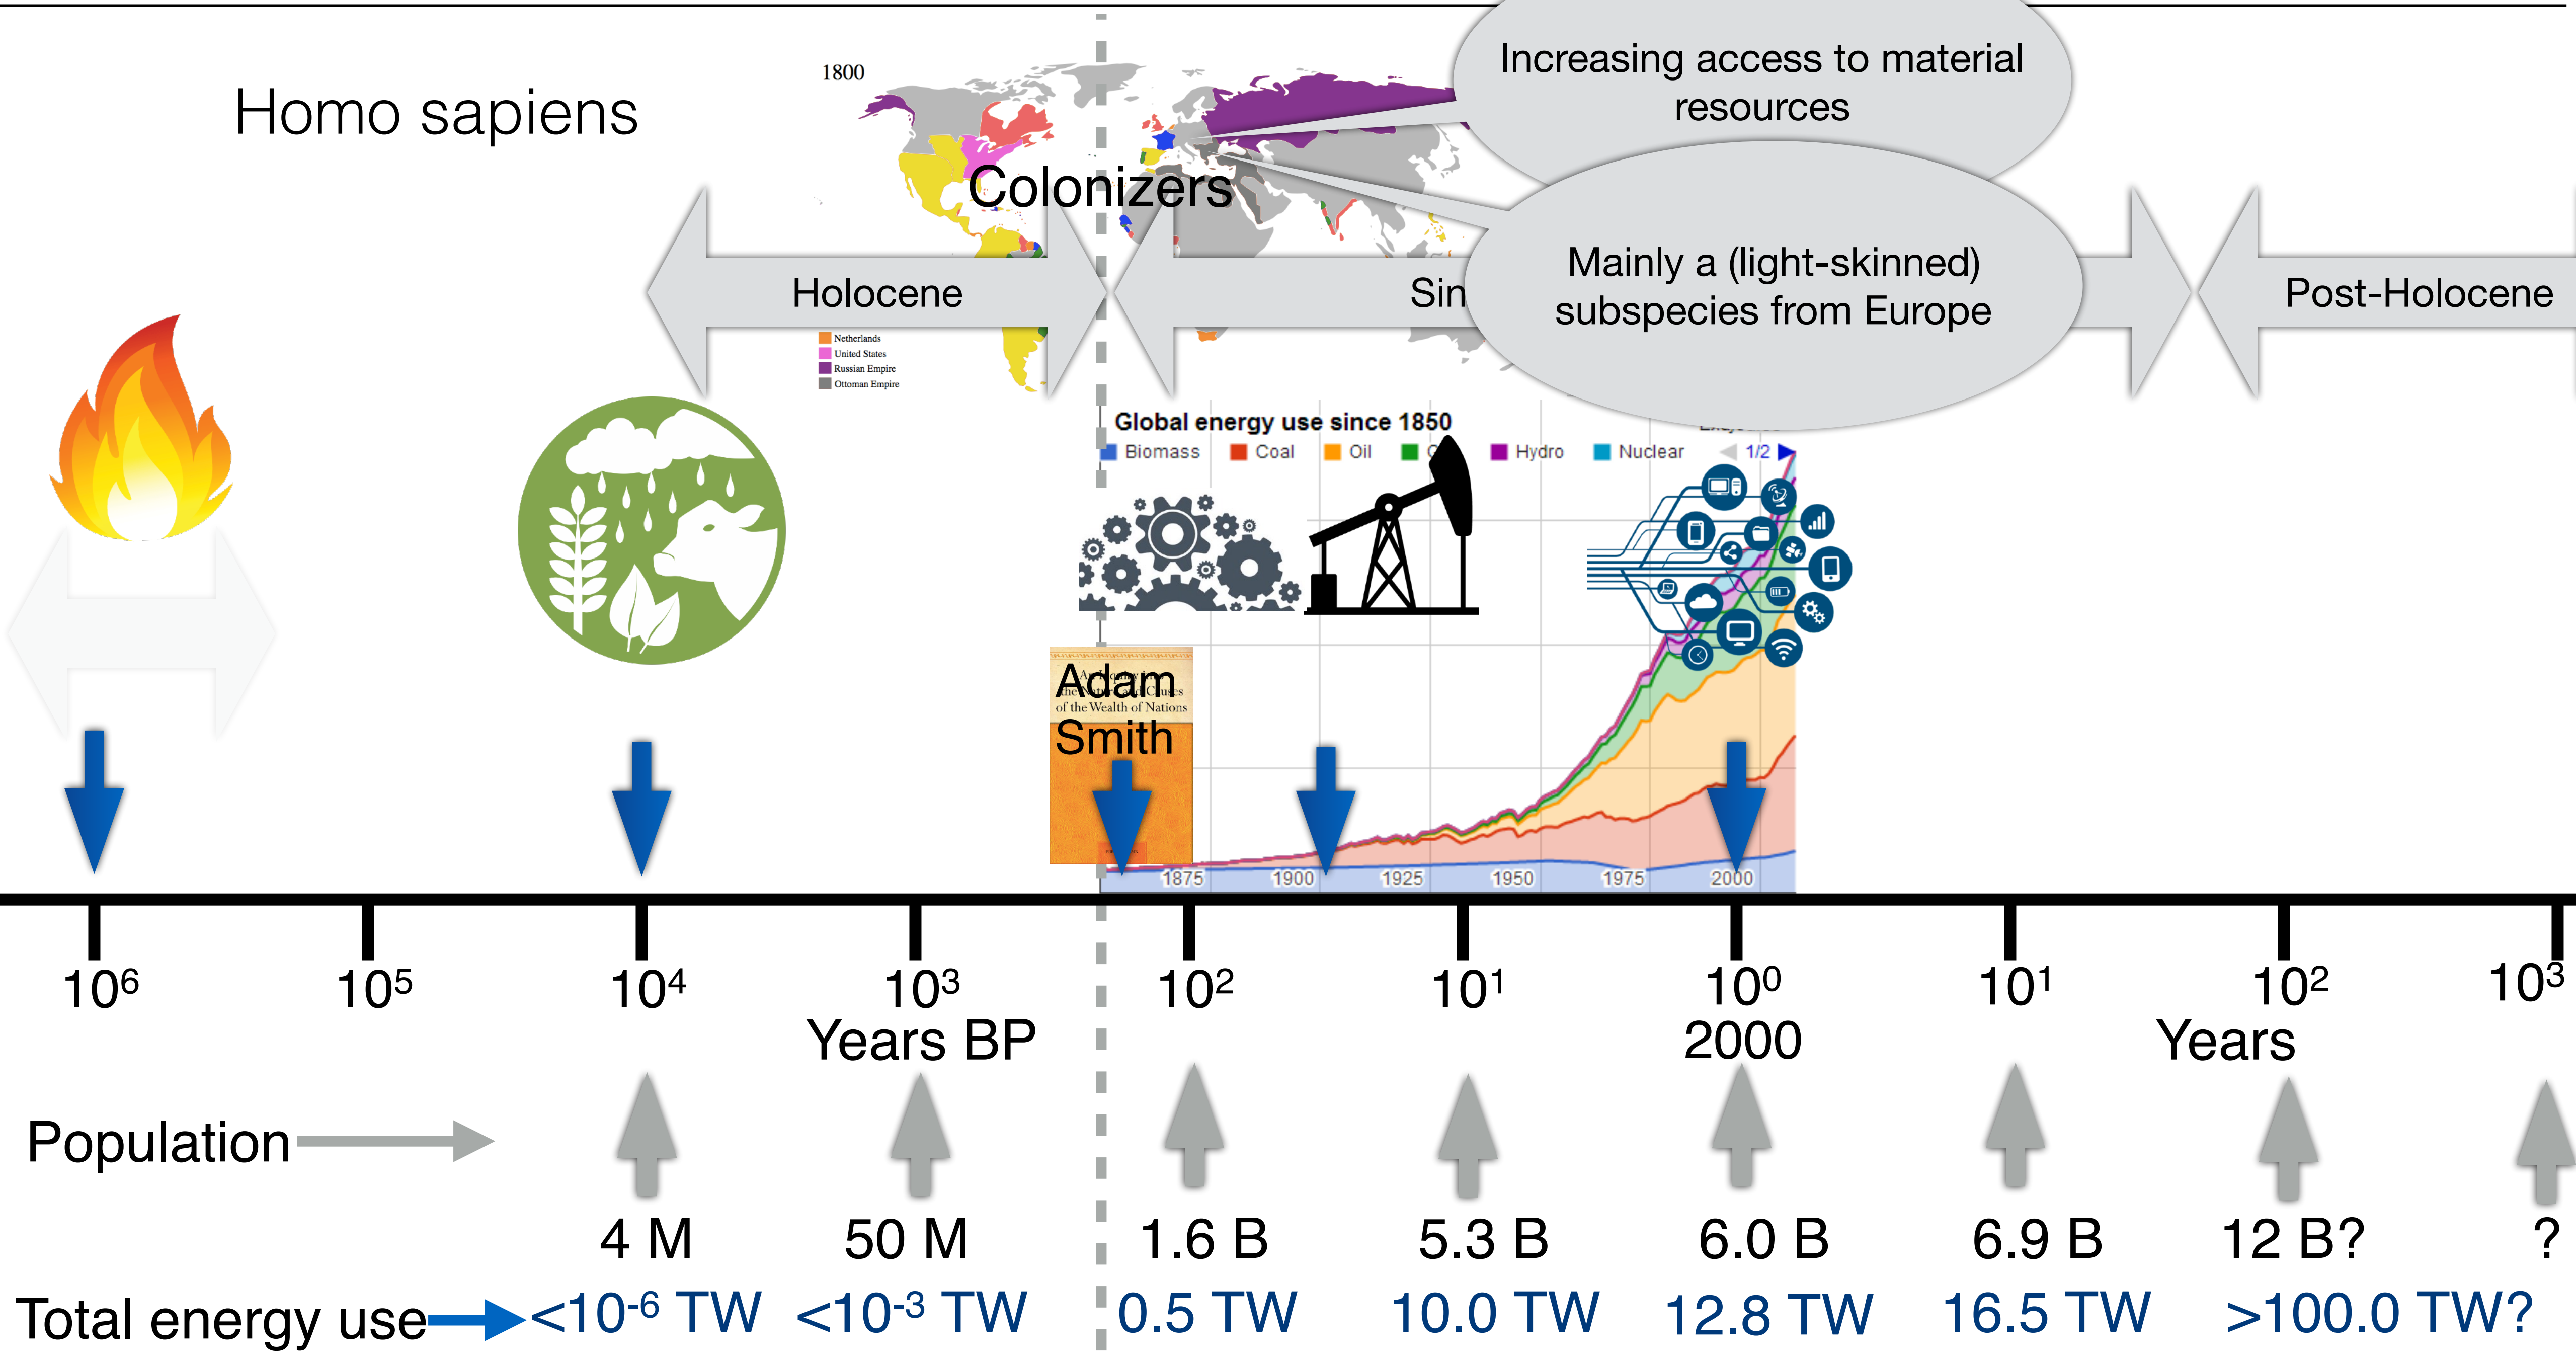 Increasing access to material
resources
1800
Homo sapiens
Colonizers
Mainly a (light-skinned)
subspecies from Europe
Holocene
Sin
Post-Holocene
Netherlands
United States
Russian Empire
Ottoman Empire
Global energy use since 1850
Biomass Coal Oil Hydro Nuclear 1/2
Adam
the Nature and Causes
of the Wealth of Nations
Smith
1875 1900 1925 1950 1975 2000
10⁶ 10⁵ 10⁴ 10³ 10² 10¹ 10⁰ 10¹ 10² 10³
Years BP 2000 Years
Population
4 M 50 M 1.6 B 5.3 B 6.0 B 6.9 B 12 B? ?
Total energy use <10⁻⁶ TW <10⁻³ TW 0.5 TW 10.0 TW 12.8 TW 16.5 TW >100.0 TW?